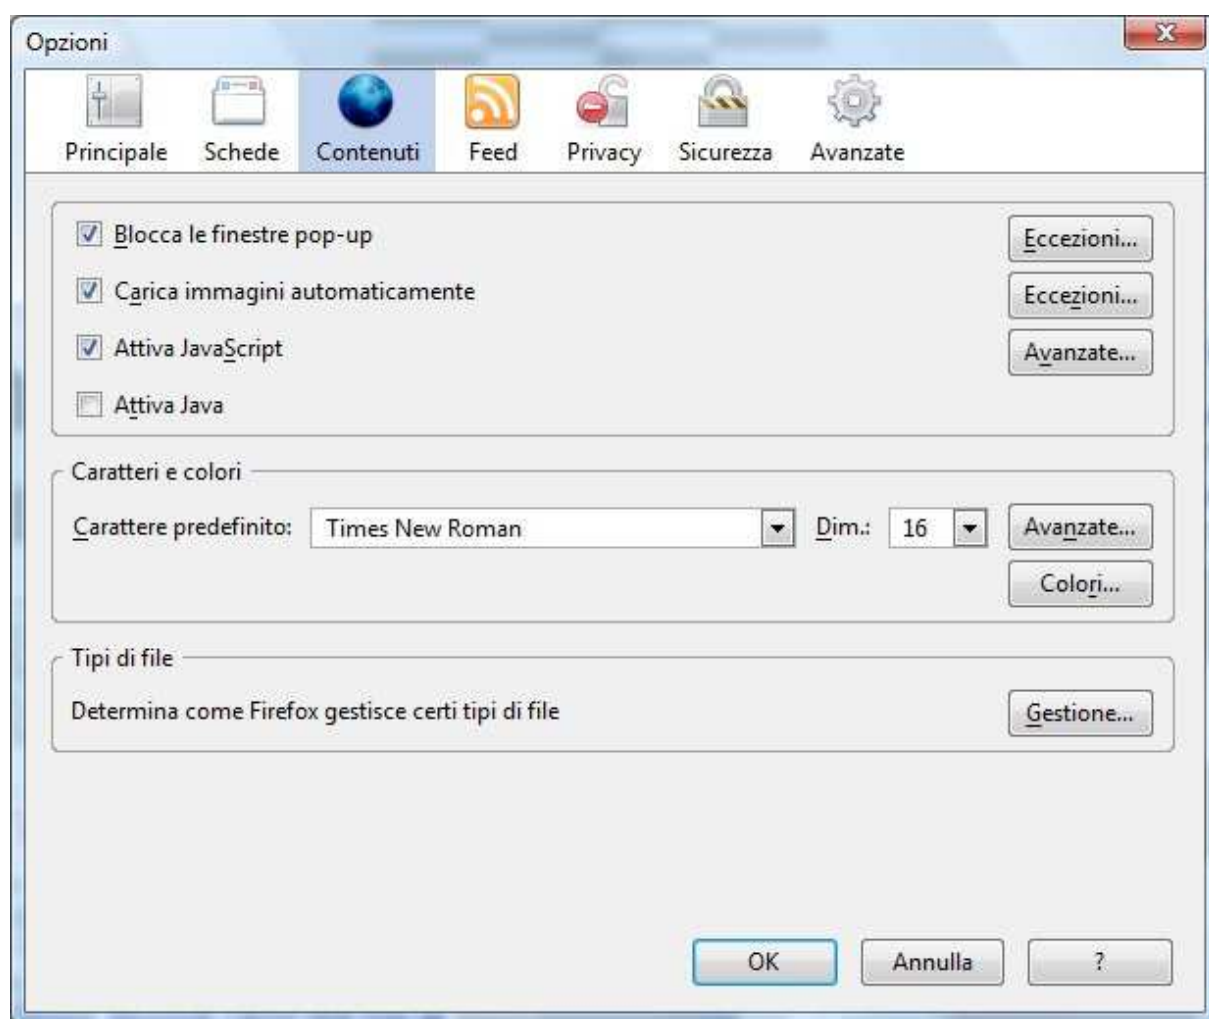 Opzioni
Principale Schede Contenuti Feed Privacy Sicurezza Avanzate
Blocca le finestre pop-up Eccezioni...
Carica immagini automaticamente Eccezioni...
Attiva JavaScript Avanzate...
Attiva Java
Caratteri e colori
Carattere predefinito: Times New Roman Dim.: 16 Avanzate...
Colori...
Tipi di file
Determina come Firefox gestisce certi tipi di file Gestione...
OK Annulla ?